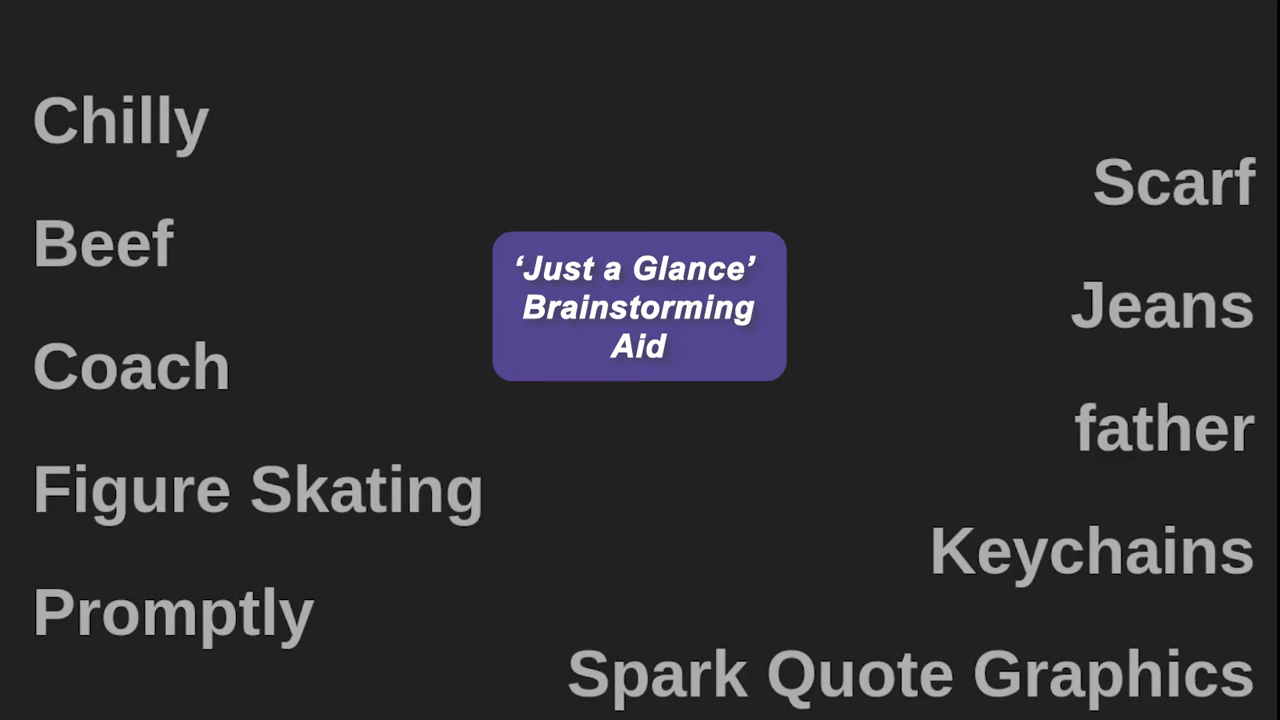 Chilly
Beef
Coach
Figure Skating
Promptly
‘Just a Glance’
Brainstorming
Aid
Scarf
Jeans
father
Keychains
Spark Quote Graphics